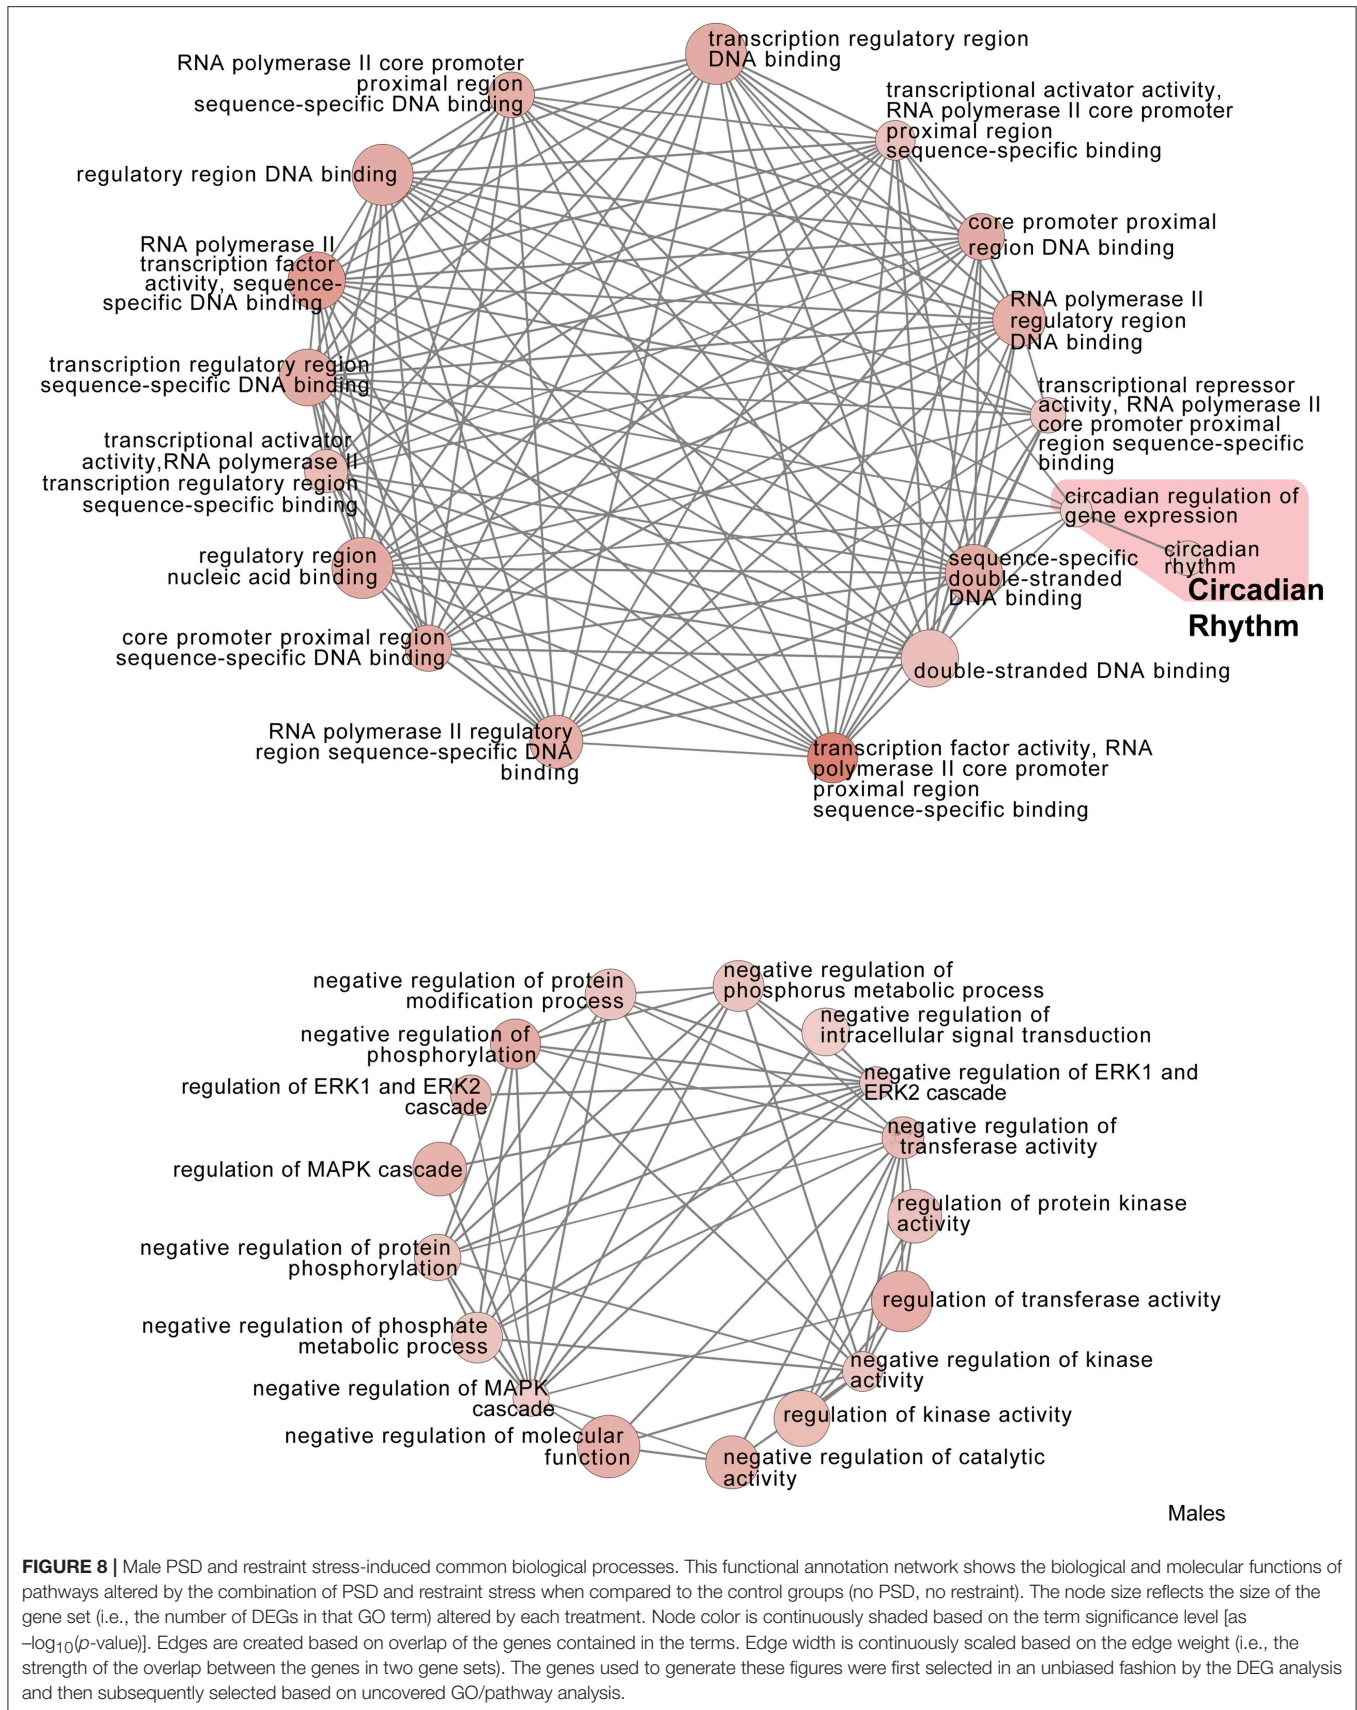 transcription regulatory region
DNA binding
RNA polymerase II core promoter
proximal region
sequence-specific DNA binding
transcriptional activator activity,
RNA polymerase II core promoter
proximal region
sequence-specific binding
regulatory region DNA binding
core promoter proximal
region DNA binding
RNA polymerase II
transcription factor
activity, sequence-
specific DNA binding
RNA polymerase II
regulatory region
DNA binding
transcription regulatory region
sequence-specific DNA binding
transcriptional repressor
activity, RNA polymerase II
core promoter proximal
region sequence-specific
binding
transcriptional activator
activity,RNA polymerase II
transcription regulatory region
sequence-specific binding
circadian regulation of
gene expression
circadian
rhythm
Circadian
Rhythm
regulatory region
nucleic acid binding
sequence-specific
double-stranded
DNA binding
core promoter proximal region
sequence-specific DNA binding
double-stranded DNA binding
RNA polymerase II regulatory
region sequence-specific DNA
binding
transcription factor activity, RNA
polymerase II core promoter
proximal region
sequence-specific binding
negative regulation of protein
modification process
negative regulation of
phosphorus metabolic process
negative regulation of
phosphorylation
negative regulation of
intracellular signal transduction
regulation of ERK1 and ERK2
cascade
negative regulation of ERK1 and
ERK2 cascade
negative regulation of
transferase activity
regulation of MAPK cascade
regulation of protein kinase
activity
negative regulation of protein
phosphorylation
regulation of transferase activity
negative regulation of phosphate
metabolic process
negative regulation of kinase
activity
negative regulation of MAPK
cascade
regulation of kinase activity
negative regulation of molecular
function
negative regulation of catalytic
activity
Males
FIGURE 8 | Male PSD and restraint stress-induced common biological processes. This functional annotation network shows the biological and molecular functions of
pathways altered by the combination of PSD and restraint stress when compared to the control groups (no PSD, no restraint). The node size reflects the size of the
gene set (i.e., the number of DEGs in that GO term) altered by each treatment. Node color is continuously shaded based on the term significance level [as
–log10(p-value)]. Edges are created based on overlap of the genes contained in the terms. Edge width is continuously scaled based on the edge weight (i.e., the
strength of the overlap between the genes in two gene sets). The genes used to generate these figures were first selected in an unbiased fashion by the DEG analysis
and then subsequently selected based on uncovered GO/pathway analysis.